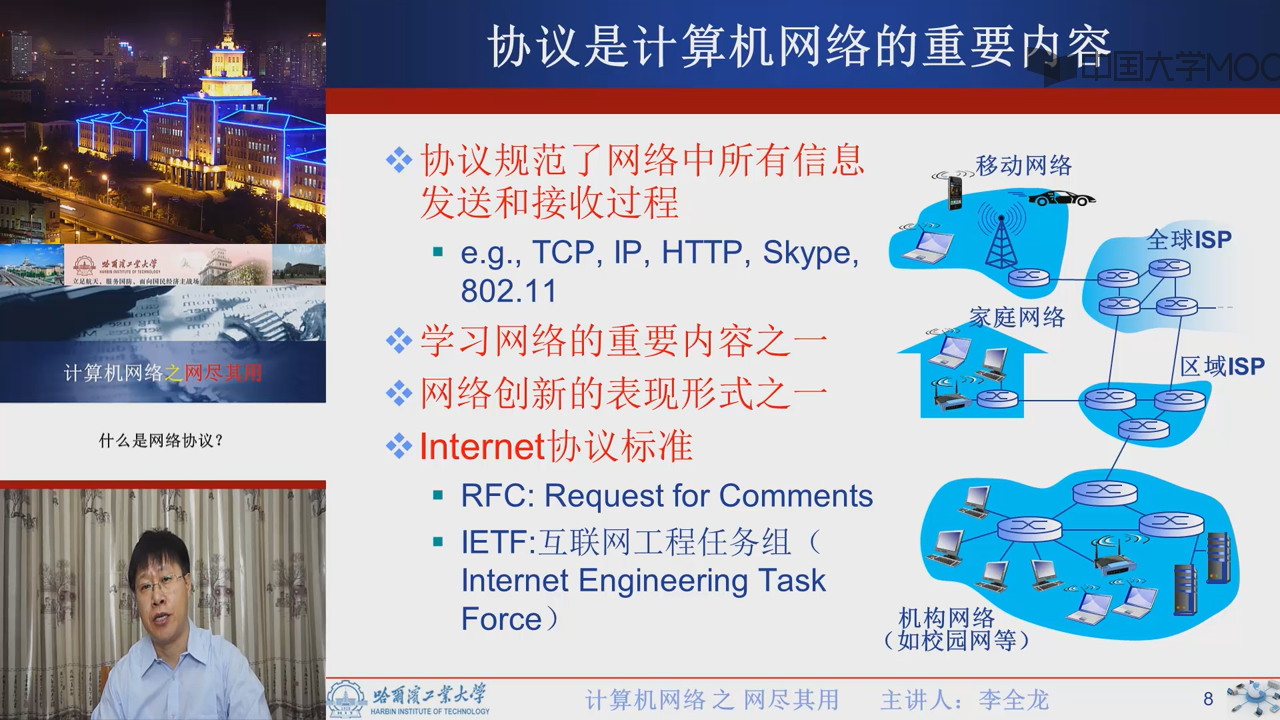 协议是计算机网络的重要内容
中国大学MOO
协议规范了网络中所有信息
发送和接收过程
e.g., TCP, IP, HTTP, Skype,
802.11
学习网络的重要内容之一
网络创新的表现形式之一
Internet协议标准
RFC: Request for Comments
IETF:互联网工程任务组（
Internet Engineering Task
Force）
移动网络
全球ISP
家庭网络
区域ISP
机构网络
（如校园网等）
哈尔滨工业大学
HARBIN INSTITUTE OF TECHNOLOGY
立足航天，服务国防，面向国民经济主战场
计算机网络之网尽其用
什么是网络协议?
哈尔滨工业大学
HARBIN INSTITUTE OF TECHNOLOGY
计算机网络 之 网尽其用
主讲人：李全龙
8